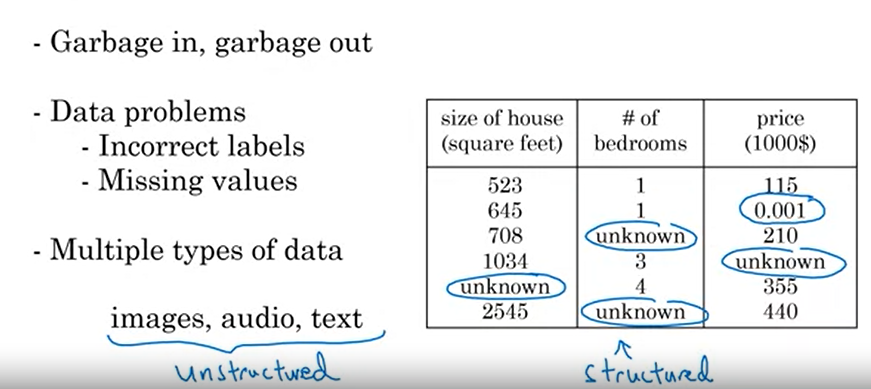 - Garbage in, garbage out
- Data problems
- Incorrect labels
- Missing values
- Multiple types of data
images, audio, text
unstructured
size of house (square feet) # of bedrooms price (1000$)
523 1 115
645 1 0.001
708 unknown 210
1034 3 unknown
unknown 4 355
2545 unknown 440
structured